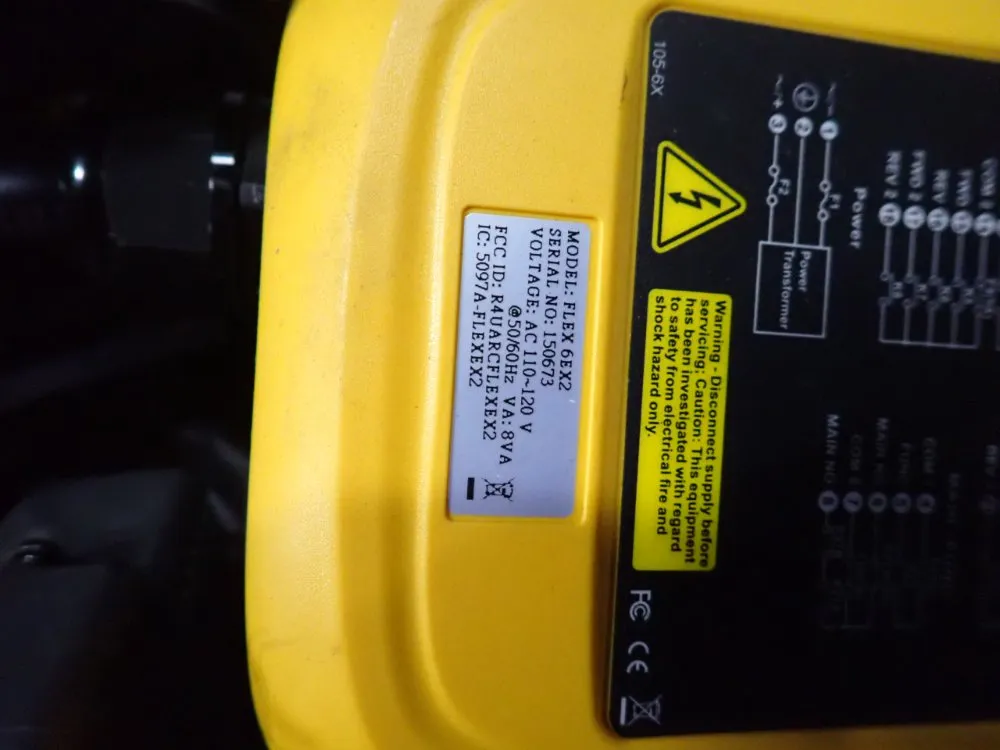 MODEL: FLEX 6EX2
SERIAL NO: 150673
VOLTAGE: AC 110~120 V
@50/60Hz VA: 8VA
FCC ID: R4UARCFLEXEX2
IC: 5097A-FLEXEX2
105-6X
Power
1
2
3
F1
F2
Power
Transformer
FWD
REV
FWD 2
REV 2
Warning - Disconnect supply before
servicing; Caution: This equipment
has been investigated with regard
to safety from electrical fire and
shock hazard only.
COM
MAIN NO
FC CE